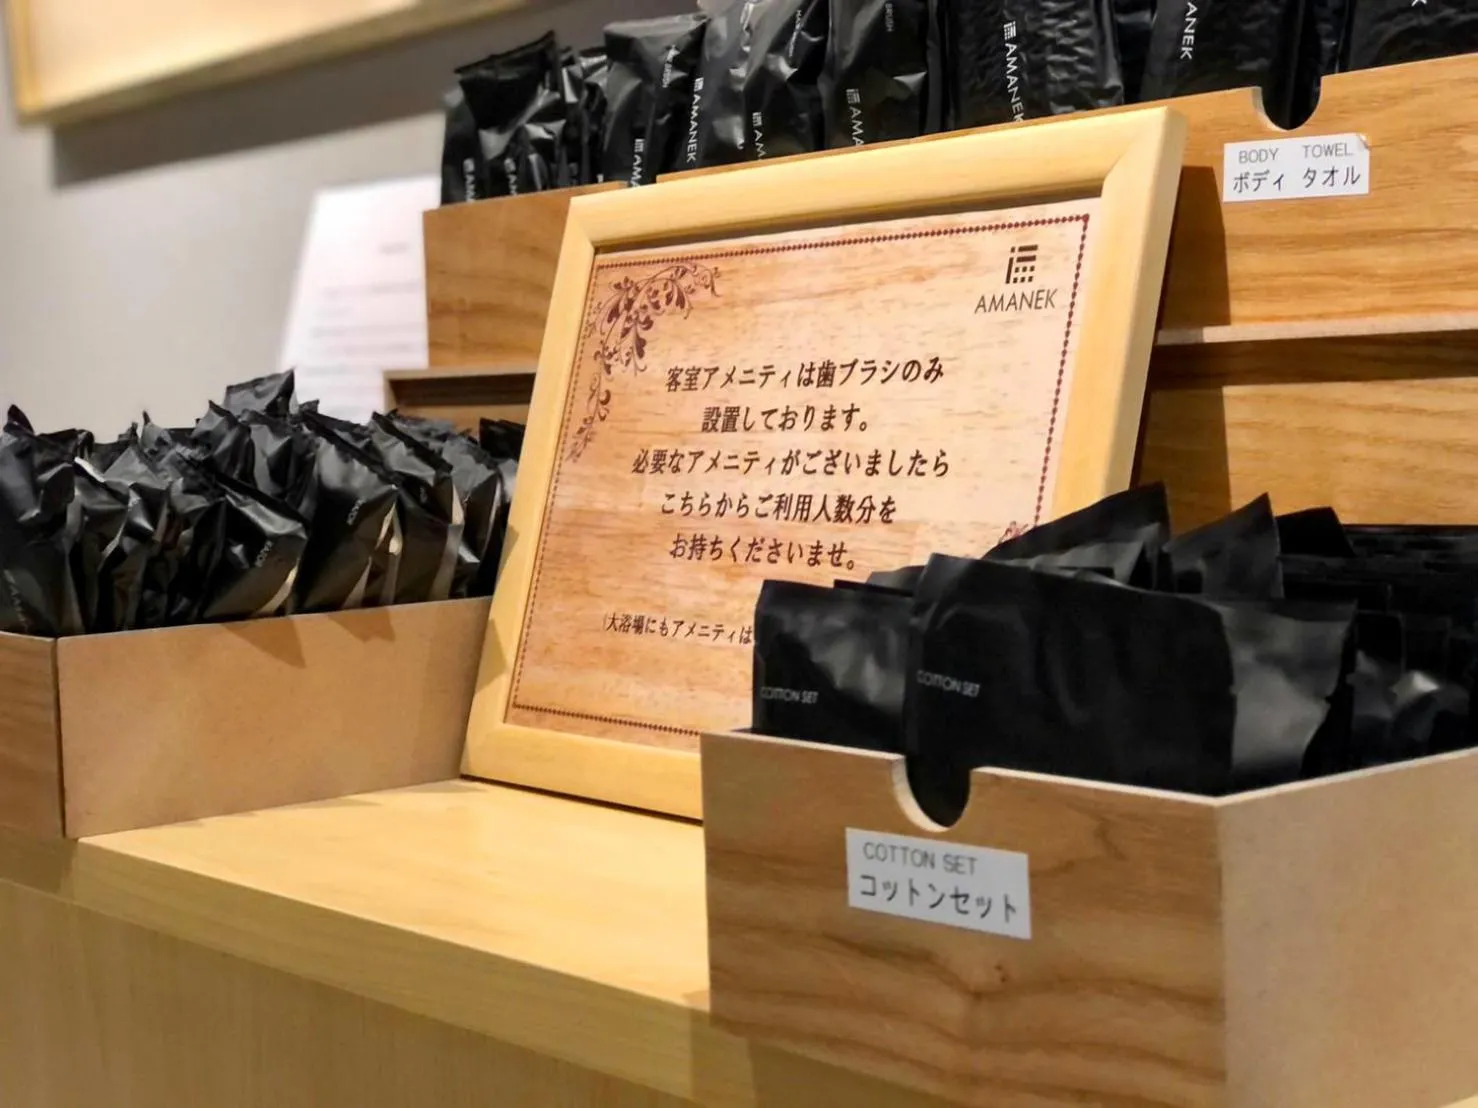 AMANEK
AMANEK
AMANEK
BRUSH
BODY TOWEL
ボディ タオル
AMANEK
客室アメニティは歯ブラシのみ
設置しております。
必要なアメニティがございましたら
こちらからご利用人数分を
お持ちくださいませ。
(大浴場にもアメニティは
RAZOR
COTTON SET
COTTON SET
COTTON SET
コットンセット